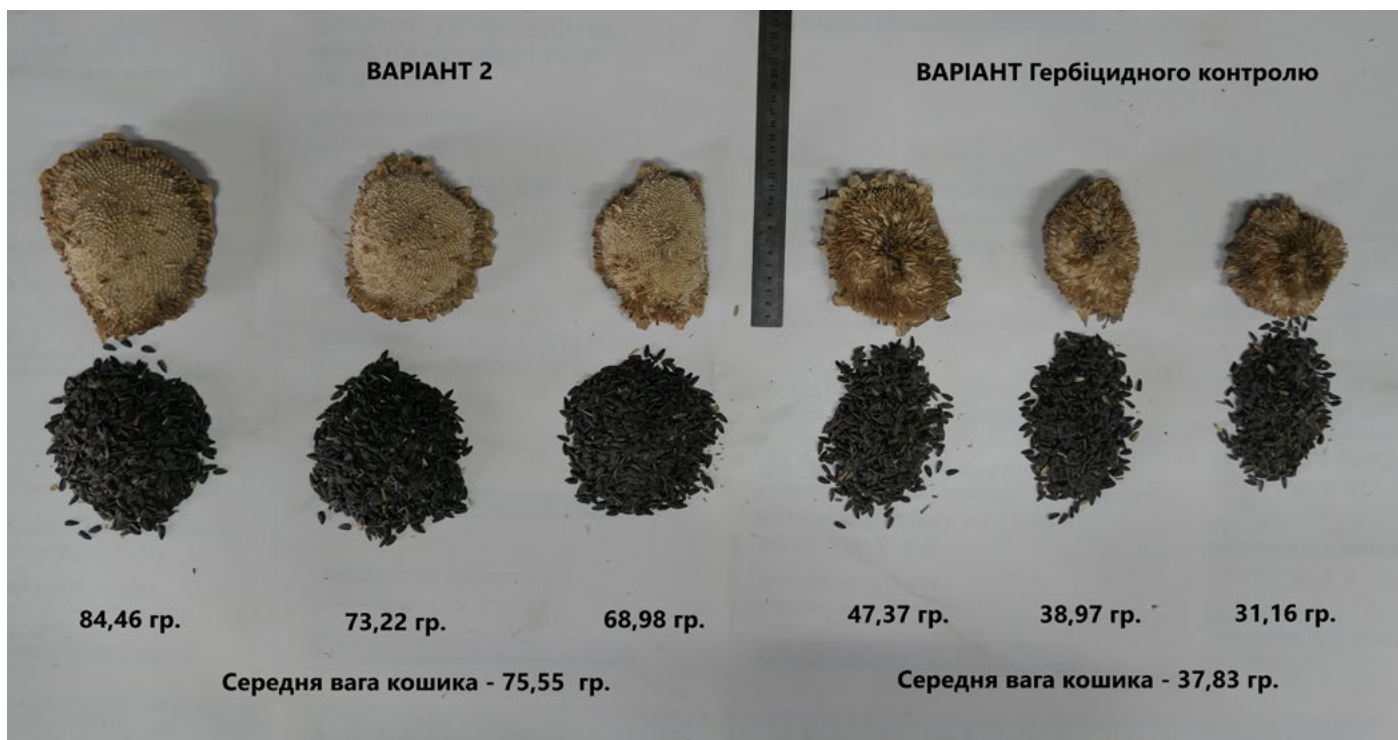 ВАРІАНТ 2
ВАРІАНТ Гербіцидного контролю
84,46 гр.
73,22 гр.
68,98 гр.
47,37 гр.
38,97 гр.
31,16 гр.
Середня вага кошика - 75,55 гр.
Середня вага кошика - 37,83 гр.